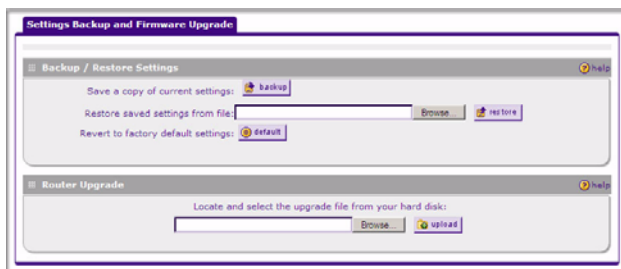 Settings Backup and Firmware Upgrade
Backup / Restore Settings
help
Save a copy of current settings: backup
Restore saved settings from file: Browse... restore
Revert to factory default settings: default
Router Upgrade
help
Locate and select the upgrade file from your hard disk:
Browse... upload